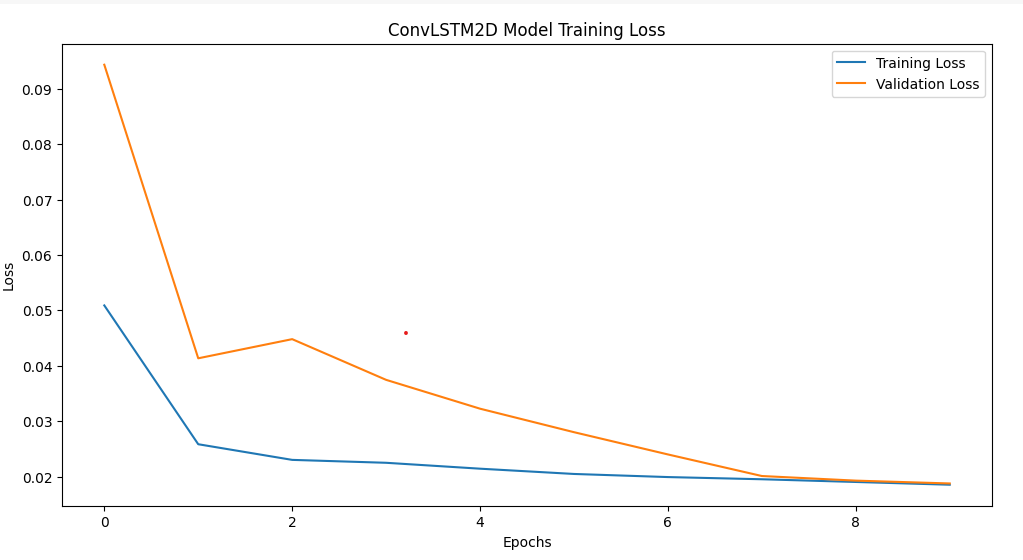 ConvLSTM2D Model Training Loss
Training Loss
Validation Loss
0.09
0.08
0.07
0.06
0.05
0.04
0.03
0.02
Loss
0 2 4 6 8
Epochs